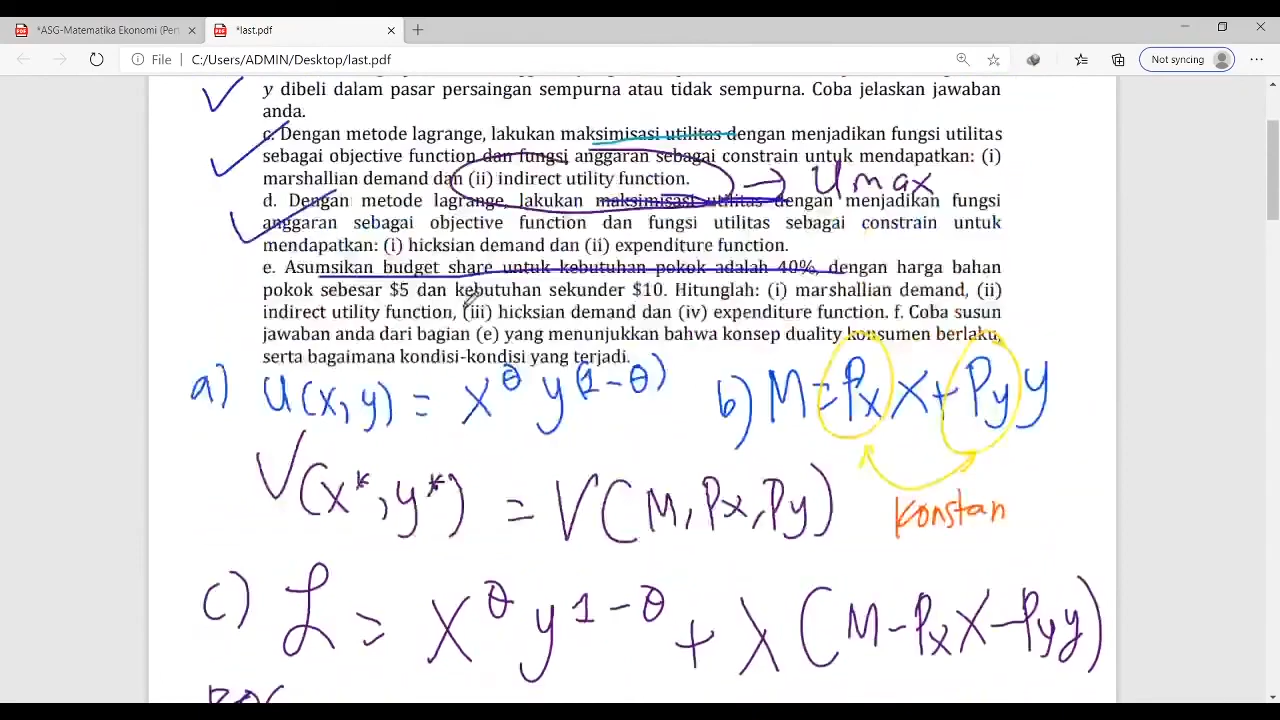 *ASG-Matematika Ekonomi (Per
*last.pdf
File | C:/Users/ADMIN/Desktop/last.pdf
Not syncing
y dibeli dalam pasar persaingan sempurna atau tidak sempurna. Coba jelaskan jawaban
anda.
c. Dengan metode lagrange, lakukan maksimisasi utilitas dengan menjadikan fungsi utilitas
sebagai objective function dan fungsi anggaran sebagai constrain untuk mendapatkan: (i)
marshallian demand dan (ii) indirect utility function. → Umax
d. Dengan metode lagrange, lakukan maksimisasi utilitas dengan menjadikan fungsi
anggaran sebagai objective function dan fungsi utilitas sebagai constrain untuk
mendapatkan: (i) hicksian demand dan (ii) expenditure function.
e. Asumsikan budget share untuk kebutuhan pokok adalah 40%, dengan harga bahan
pokok sebesar $5 dan kebutuhan sekunder $10. Hitunglah: (i) marshallian demand, (ii)
indirect utility function, (iii) hicksian demand dan (iv) expenditure function. f. Coba susun
jawaban anda dari bagian (e) yang menunjukkan bahwa konsep duality konsumen berlaku,
serta bagaimana kondisi-kondisi yang terjadi.
a) U(x,y) = X^θ y^(1-θ) b) M = Px X + Py y
V(x*,y*) = V(M, Px, Py) Konstan
c) ℒ = X^θ y^1-θ + λ (M - Px X - Py y)